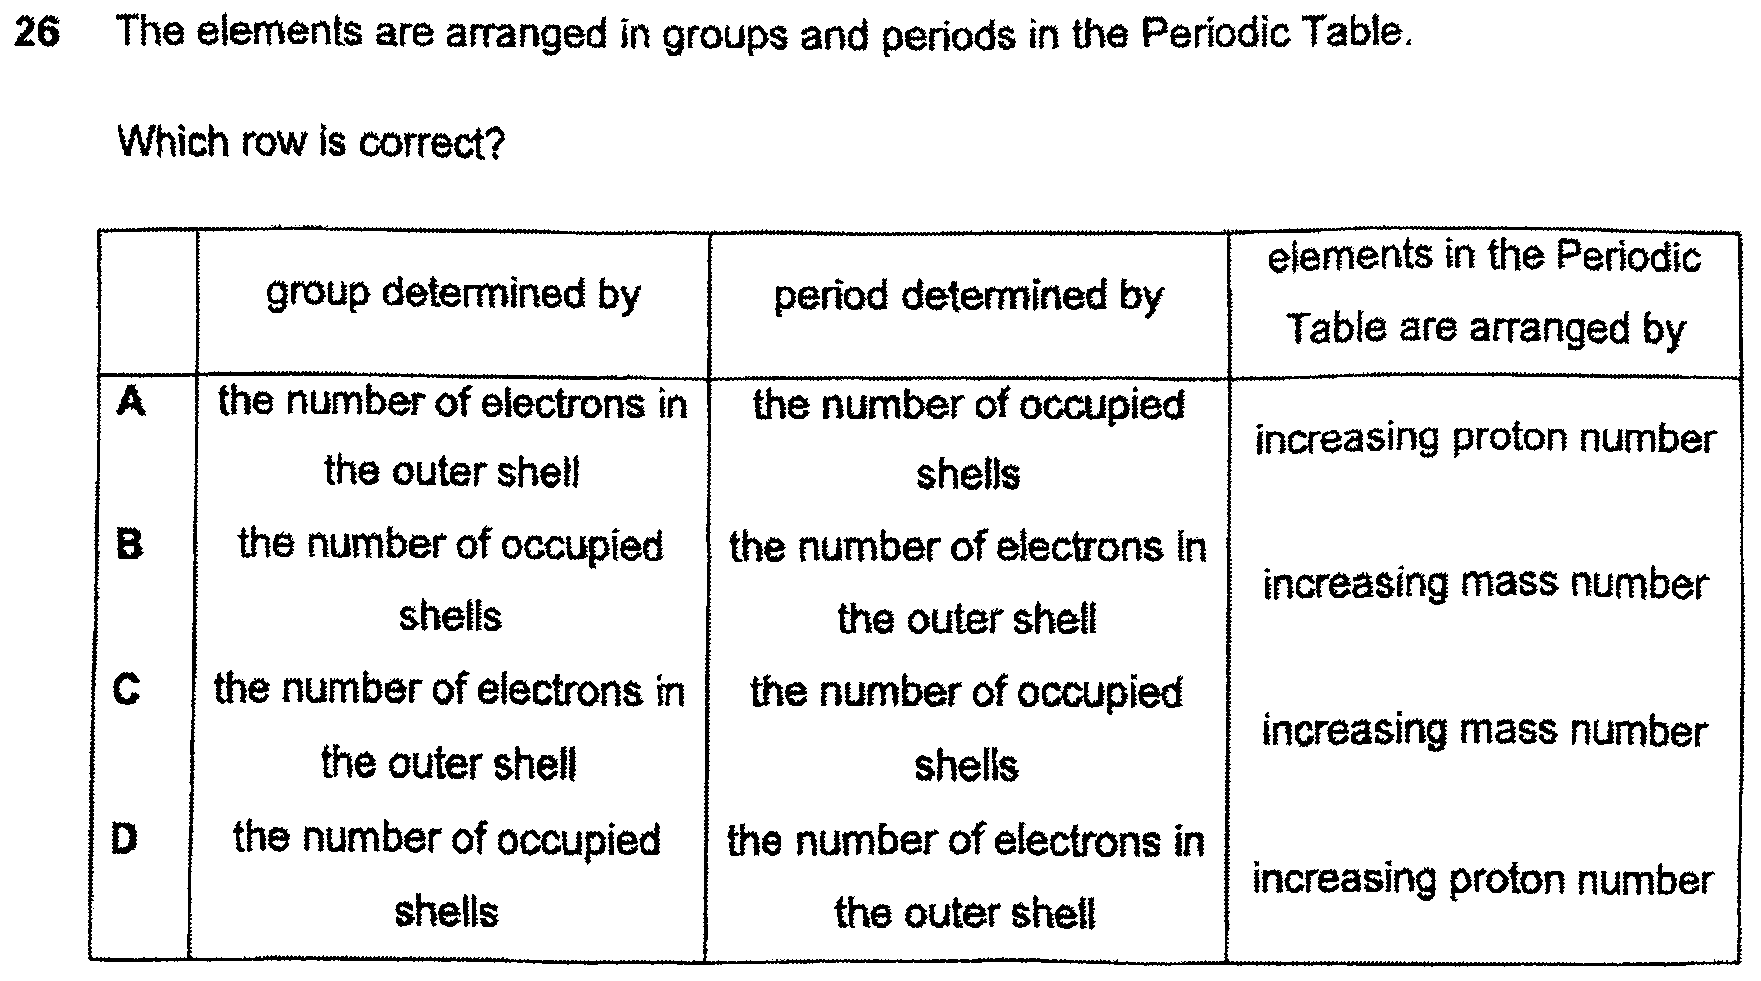 26 The elements are arranged in groups and periods in the Periodic Table.
Which row is correct?
group determined by
period determined by
elements in the Periodic
Table are arranged by
A
the number of electrons in
the outer shell
the number of occupied
shells
increasing proton number
B
the number of occupied
shells
the number of electrons in
the outer shell
increasing mass number
C
the number of electrons in
the outer shell
the number of occupied
shells
increasing mass number
D
the number of occupied
shells
the number of electrons in
the outer shell
increasing proton number